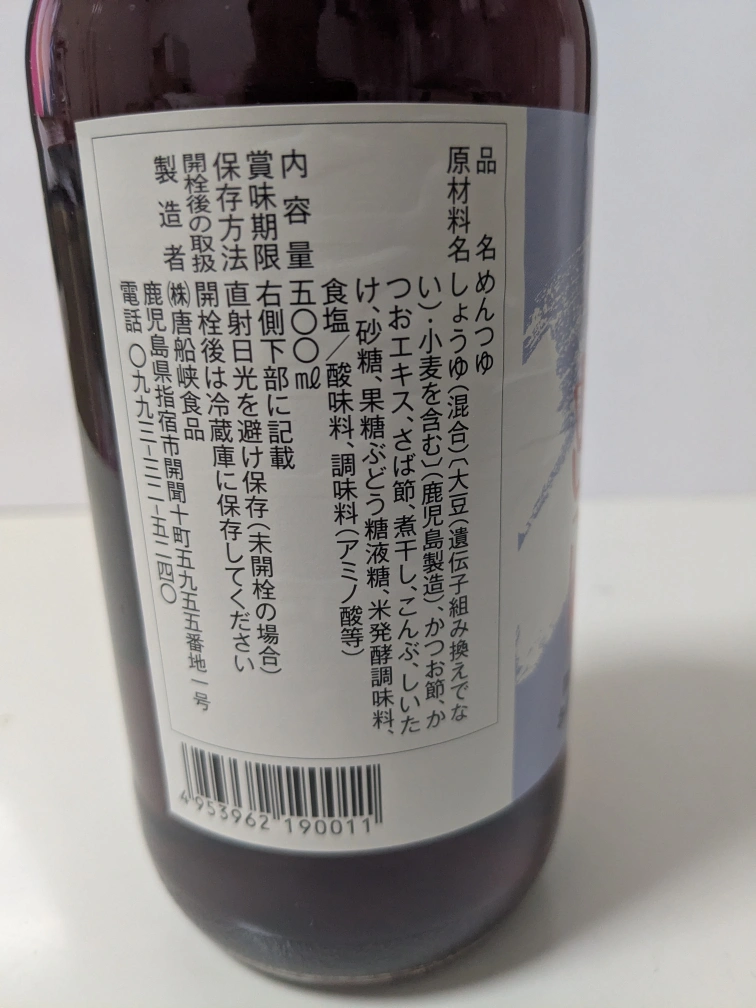 品名 めんつゆ
原材料名 しょうゆ(混合)〔大豆(遺伝子組み換えでな
い)・小麦を含む〕(鹿児島製造)、かつお節、か
つおエキス、さば節、煮干し、こんぶ、しいた
け、砂糖、果糖ぶどう糖液糖、米発酵調味料、
食塩／酸味料、調味料(アミノ酸等)
内容量 五〇〇㎖
賞味期限 右側下部に記載
保存方法 直射日光を避け保存(未開栓の場合)
開栓後の取扱 開栓後は冷蔵庫に保存してください
製造者 ㈱唐船峡食品
鹿児島県指宿市開聞十町五九五五番地一号
電話 〇九九三−三二−五二四〇
4953962 190011